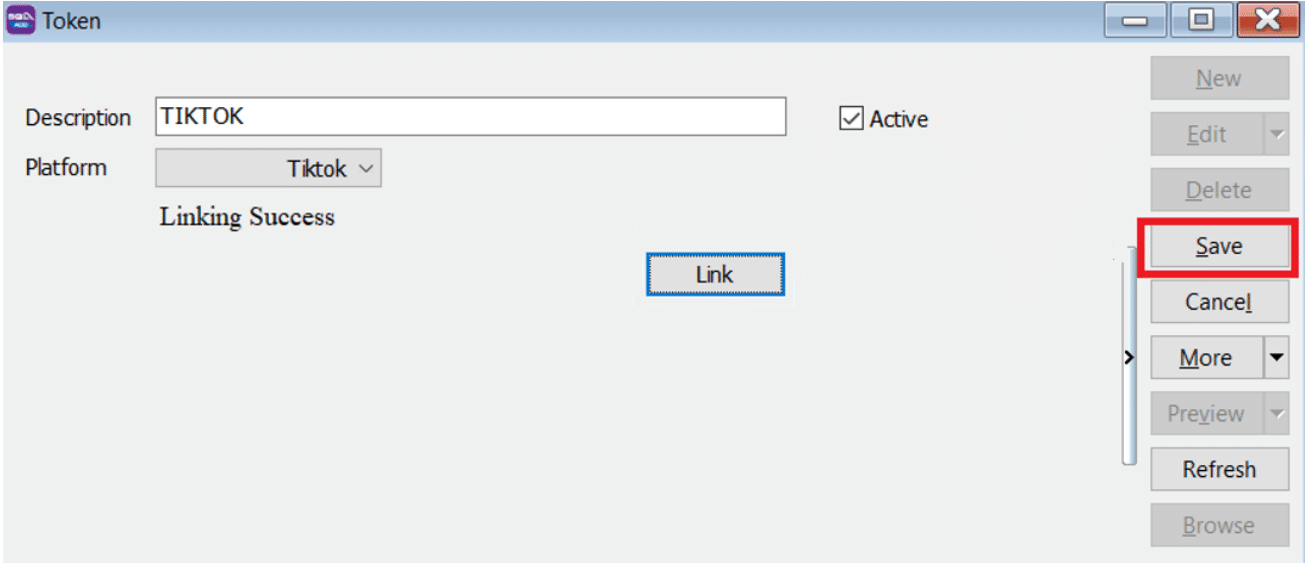 Token
Description TIKTOK Active
Platform Tiktok
Linking Success
Link
New
Edit
Delete
Save
Cancel
More
Preview
Refresh
Browse